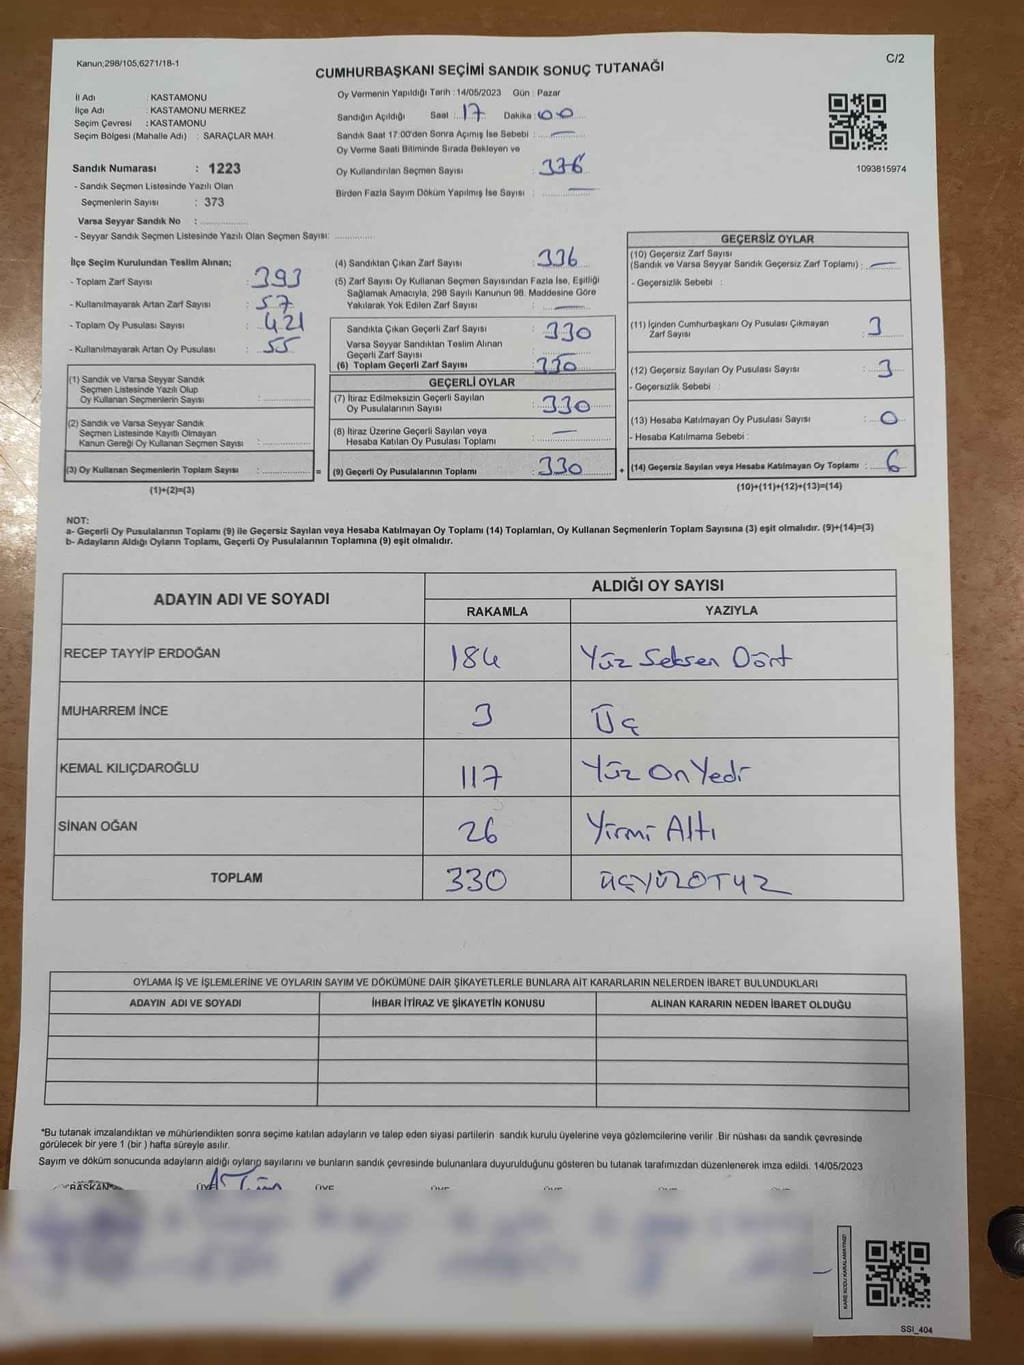 Kanun;298/105,6271/18-1
C/2
CUMHURBAŞKANI SEÇİMİ SANDIK SONUÇ TUTANAĞI
İl Adı : KASTAMONU
İlçe Adı : KASTAMONU MERKEZ
Seçim Çevresi : KASTAMONU
Seçim Bölgesi (Mahalle Adı) : SARAÇLAR MAH.
Sandık Numarası : 1223
- Sandık Seçmen Listesinde Yazılı Olan
Seçmenlerin Sayısı : 373
Varsa Seyyar Sandık No :
- Seyyar Sandık Seçmen Listesinde Yazılı Olan Seçmen Sayısı:
Oy Vermenin Yapıldığı Tarih :14/05/2023 Gün : Pazar
Sandığın Açıldığı Saat : 17 Dakika : 00
Sandık Saat 17:00'den Sonra Açımış İse Sebebi : —
Oy Verme Saati Bitiminde Sırada Bekleyen ve
Oy Kullandırılan Seçmen Sayısı : 336
Birden Fazla Sayım Döküm Yapılmış İse Sayısı : —
1093815974
İlçe Seçim Kurulundan Teslim Alınan;
- Toplam Zarf Sayısı : 393
- Kullanılmayarak Artan Zarf Sayısı : 57
- Toplam Oy Pusulası Sayısı : 421
- Kullanılmayarak Artan Oy Pusulası : 55
(1) Sandık ve Varsa Seyyar Sandık
Seçmen Listesinde Yazılı Olup
Oy Kullanan Seçmenlerin Sayısı :
(2) Sandık ve Varsa Seyyar Sandık
Seçmen Listesinde Kayıtlı Olmayan
Kanun Gereği Oy Kullanan Seçmen Sayısı :
(3) Oy Kullanan Seçmenlerin Toplam Sayısı : =
(1)+(2)=(3)
(4) Sandıktan Çıkan Zarf Sayısı : 336
(5) Zarf Sayısı Oy Kullanan Seçmen Sayısından Fazla İse, Eşitliği
Sağlamak Amacıyla, 298 Sayılı Kanunun 98. Maddesine Göre
Yakılarak Yok Edilen Zarf Sayısı : —
Sandıkta Çıkan Geçerli Zarf Sayısı : 330
Varsa Seyyar Sandıktan Teslim Alınan
Geçerli Zarf Sayısı :
(6) Toplam Geçerli Zarf Sayısı : 330
GEÇERLİ OYLAR
(7) İtiraz Edilmeksizin Geçerli Sayılan
Oy Pusulalarının Sayısı : 330
(8) İtiraz Üzerine Geçerli Sayılan veya
Hesaba Katılan Oy Pusulası Toplamı : —
(9) Geçerli Oy Pusulalarının Toplamı : 330 +
GEÇERSİZ OYLAR
(10) Geçersiz Zarf Sayısı
(Sandık ve Varsa Seyyar Sandık Geçersiz Zarf Toplamı) : —
- Geçersizlik Sebebi :
(11) İçinden Cumhurbaşkanı Oy Pusulası Çıkmayan
Zarf Sayısı : 3
(12) Geçersiz Sayılan Oy Pusulası Sayısı : 3
- Geçersizlik Sebebi :
(13) Hesaba Katılmayan Oy Pusulası Sayısı : 0
- Hesaba Katılmama Sebebi :
(14) Geçersiz Sayılan veya Hesaba Katılmayan Oy Toplamı : 6
(10)+(11)+(12)+(13)=(14)
NOT:
a- Geçerli Oy Pusulalarının Toplamı (9) ile Geçersiz Sayılan veya Hesaba Katılmayan Oy Toplamı (14) Toplamları, Oy Kullanan Seçmenlerin Toplam Sayısına (3) eşit olmalıdır. (9)+(14)=(3)
b- Adayların Aldığı Oyların Toplamı, Geçerli Oy Pusulalarının Toplamına (9) eşit olmalıdır.
ADAYIN ADI VE SOYADI
ALDIĞI OY SAYISI
RAKAMLA YAZIYLA
RECEP TAYYİP ERDOĞAN 184 Yüz Seksen Dört
MUHARREM İNCE 3 Üç
KEMAL KILIÇDAROĞLU 117 Yüz On Yedi
SİNAN OĞAN 26 Yirmi Altı
TOPLAM 330 ÜÇYÜZOTUZ
OYLAMA İŞ VE İŞLEMLERİNE VE OYLARIN SAYIM VE DÖKÜMÜNE DAİR ŞİKAYETLERLE BUNLARA AİT KARARLARIN NELERDEN İBARET BULUNDUKLARI
ADAYIN ADI VE SOYADI İHBAR İTİRAZ VE ŞİKAYETİN KONUSU ALINAN KARARIN NEDEN İBARET OLDUĞU
*Bu tutanak imzalandıktan ve mühürlendikten sonra seçime katılan adayların ve talep eden siyasi partilerin sandık kurulu üyelerine veya gözlemcilerine verilir .Bir nüshası da sandık çevresinde
görülecek bir yere 1 (bir ) hafta süreyle asılır.
Sayım ve döküm sonucunda adayların aldığı oyların sayılarını ve bunların sandık çevresinde bulunanlara duyurulduğunu gösteren bu tutanak tarafımızdan düzenlenerek imza edildi. 14/05/2023
BAŞKAN ÜYE ÜYE ÜYE ÜYE ÜYE ÜYE
KARE KODU KARALAMAYINIZ!
SSI_404